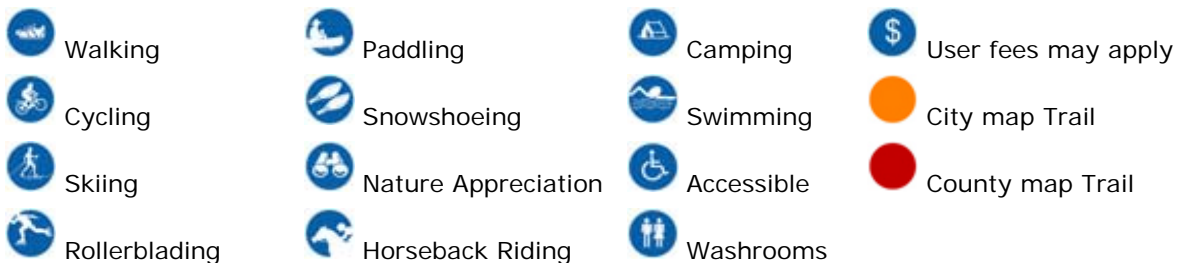 Walking Paddling Camping $ User fees may apply
Cycling Snowshoeing Swimming City map Trail
Skiing Nature Appreciation Accessible County map Trail
Rollerblading Horseback Riding Washrooms